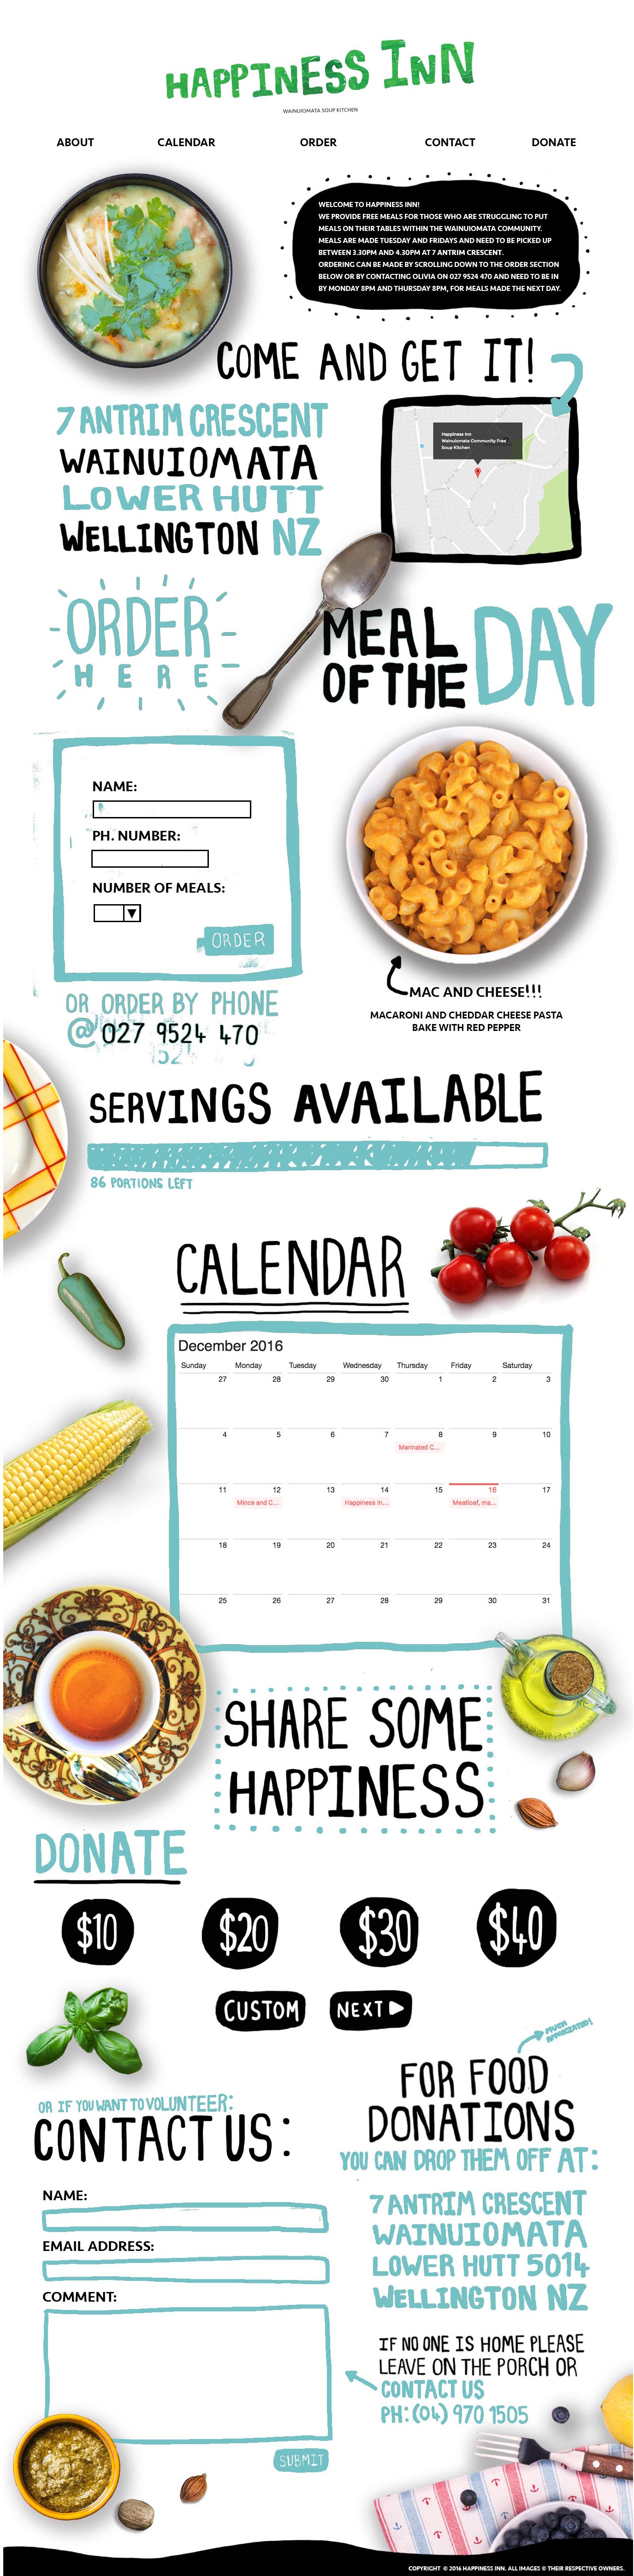 HAPPINESS INN
WAINUIOMATA SOUP KITCHEN
ABOUT CALENDAR ORDER CONTACT DONATE
WELCOME TO HAPPINESS INN!
WE PROVIDE FREE MEALS FOR THOSE WHO ARE STRUGGLING TO PUT
MEALS ON THEIR TABLES WITHIN THE WAINUIOMATA COMMUNITY.
MEALS ARE MADE TUESDAY AND FRIDAYS AND NEED TO BE PICKED UP
BETWEEN 3.30PM AND 4.30PM AT 7 ANTRIM CRESCENT.
ORDERING CAN BE MADE BY SCROLLING DOWN TO THE ORDER SECTION
BELOW OR BY CONTACTING OLIVIA ON 027 9524 470 AND NEED TO BE IN
BY MONDAY 8PM AND THURSDAY 8PM, FOR MEALS MADE THE NEXT DAY.
COME AND GET IT!
7 ANTRIM CRESCENT
WAINUIOMATA
LOWER HUTT
WELLINGTON NZ
Happiness Inn
Wainuiomata Community Free
Soup Kitchen
ORDER
HERE
MEAL
OF THE DAY
NAME:
PH. NUMBER:
NUMBER OF MEALS:
ORDER
OR ORDER BY PHONE
@ 027 9524 470
MAC AND CHEESE!!!
MACARONI AND CHEDDAR CHEESE PASTA
BAKE WITH RED PEPPER
SERVINGS AVAILABLE
86 PORTIONS LEFT
CALENDAR
December 2016
Sunday Monday Tuesday Wednesday Thursday Friday Saturday
27 28 29 30 1 2 3
4 5 6 7 8 9 10
Marinated C...
11 12 13 14 15 16 17
Mince and C... Happiness In... Meatloaf, ma...
18 19 20 21 22 23 24
25 26 27 28 29 30 31
SHARE SOME
HAPPINESS
DONATE
$10 $20 $30 $40
CUSTOM NEXT
MUCH
APPRECIATED!
FOR FOOD
DONATIONS
YOU CAN DROP THEM OFF AT:
7 ANTRIM CRESCENT
WAINUIOMATA
LOWER HUTT 5014
WELLINGTON NZ
IF NO ONE IS HOME PLEASE
LEAVE ON THE PORCH OR
CONTACT US
PH: (04) 970 1505
OR IF YOU WANT TO VOLUNTEER:
CONTACT US:
NAME:
EMAIL ADDRESS:
COMMENT:
SUBMIT
COPYRIGHT © 2016 HAPPINESS INN. ALL IMAGES © THEIR RESPECTIVE OWNERS.